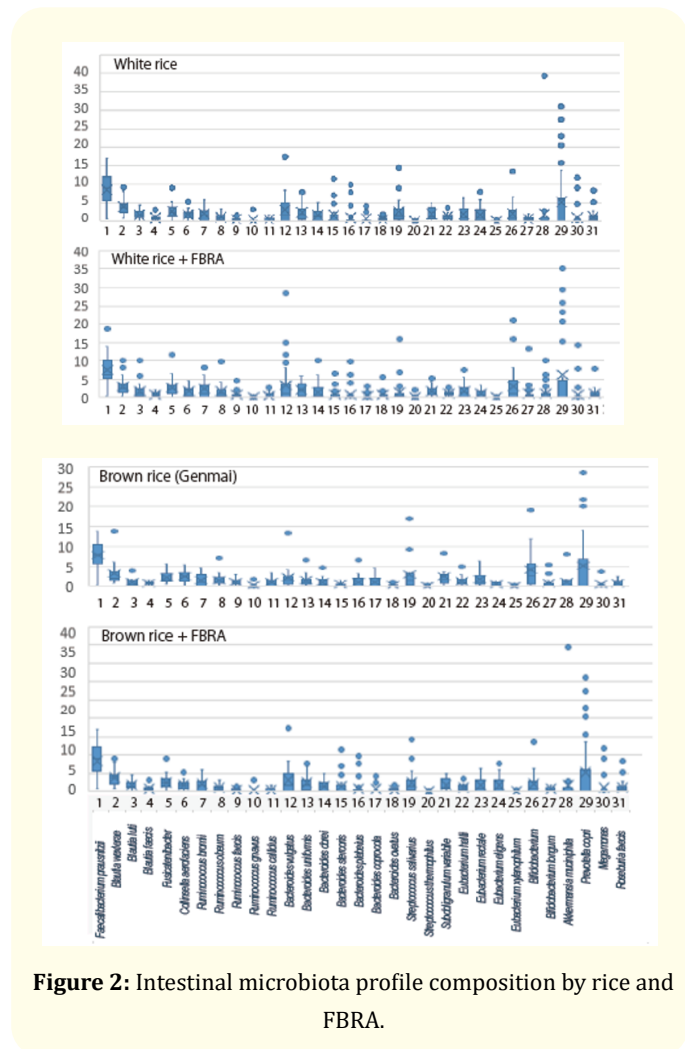 White rice
40
35
30
25
20
15
10
5
0
1 2 3 4 5 6 7 8 9 10 11 12 13 14 15 16 17 18 19 20 21 22 23 24 25 26 27 28 29 30 31
40
White rice + FBRA
35
30
25
20
15
10
5
0
1 2 3 4 5 6 7 8 9 10 11 12 13 14 15 16 17 18 19 20 21 22 23 24 25 26 27 28 29 30 31
30
Brown rice (Genmai)
25
20
15
10
5
0
1 2 3 4 5 6 7 8 9 10 11 12 13 14 15 16 17 18 19 20 21 22 23 24 25 26 27 28 29 30 31
40
Brown rice + FBRA
35
30
25
20
15
10
5
0
1 2 3 4 5 6 7 8 9 10 11 12 13 14 15 16 17 18 19 20 21 22 23 24 25 26 27 28 29 30 31
Faecalibacterium prausnitzii
Blautia wexlerae
Blautia luti
Blautia faecis
Fusicatenibacter
Collinsella aerofaciens
Ruminococcus bromii
Ruminococcus obeum
Ruminococcus
Ruminococcus gnavus
Ruminococcus callidus
Bacteroides vulgatus
Bacteroides uniformis
Bacteroides dorei
Bacteroides stercoris
Bacteroides plebeius
Bacteroides coprocola
Bacteroides ovatus
Streptococcus salivarius
Streptococcus thermophilus
Subdoligranulum variabile
Eubacterium hallii
Eubacterium rectale
Eubacterium eligens
Eubacterium xylanophilum
Bifidobacterium
Bifidobacterium longum
Akkermansia muciniphila
Prevotella copri
Megamonas
Roseburia faecis
Figure 2: Intestinal microbiota profile composition by rice and
FBRA.